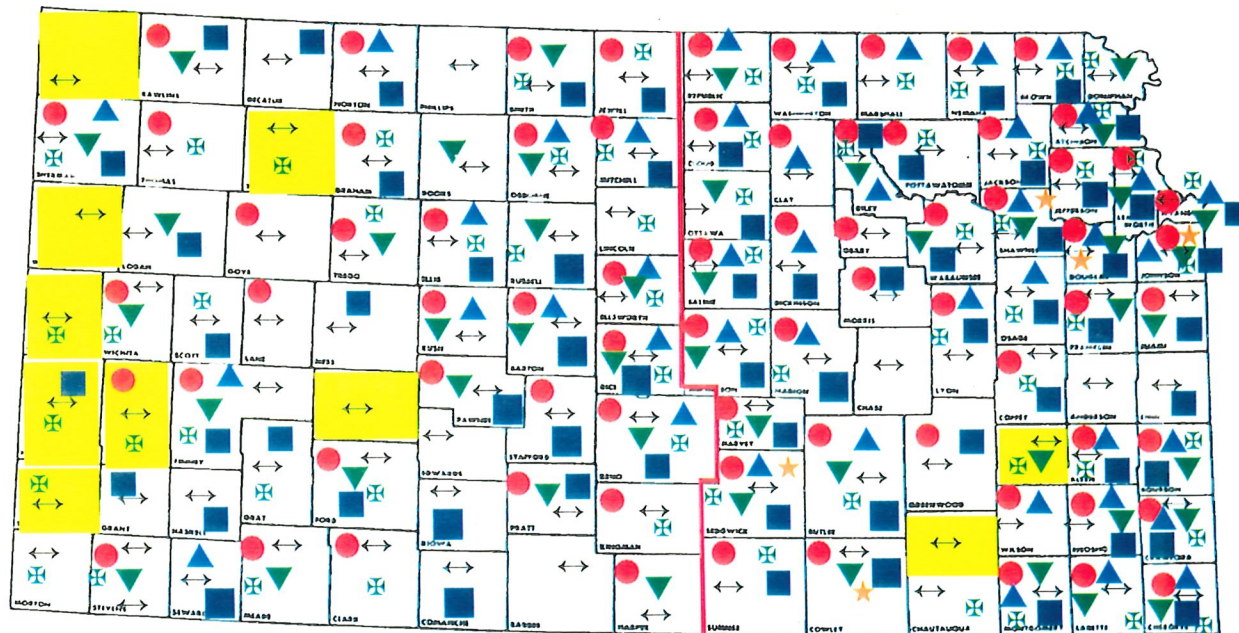 RAWLINS
DECATUR
NORTON
PHILLIPS
SMITH
JEWELL
REPUBLIC
WASHINGTON
MARSHALL
NEMAHA
BROWN
DONIPHAN
SHERMAN
THOMAS
GRAHAM
ROOKS
OSBORNE
MITCHELL
CLOUD
CLAY
RILEY
POTTAWATOMIE
JACKSON
ATCHISON
JEFFERSON
LOGAN
GOVE
TREGO
ELLIS
RUSSELL
LINCOLN
OTTAWA
GEARY
WABAUNSEE
SHAWNEE
DOUGLAS
JOHNSON
WICHITA
SCOTT
LANE
NESS
RUSH
BARTON
ELLSWORTH
SALINE
DICKINSON
MORRIS
LYON
OSAGE
FRANKLIN
MIAMI
FINNEY
PAWNEE
STAFFORD
RICE
MARION
CHASE
COFFEY
ANDERSON
LINN
GRANT
HASKELL
GRAY
FORD
EDWARDS
KIOWA
PRATT
RENO
KINGMAN
HARVEY
SEDGWICK
BUTLER
GREENWOOD
ALLEN
BOURBON
WILSON
NEOSHO
CRAWFORD
MORTON
STEVENS
SEWARD
MEADE
CLARK
COMANCHE
BARBER
HARPER
SUMNER
COWLEY
CHAUTAUQUA
MONTGOMERY
LABETTE
CHEROKEE